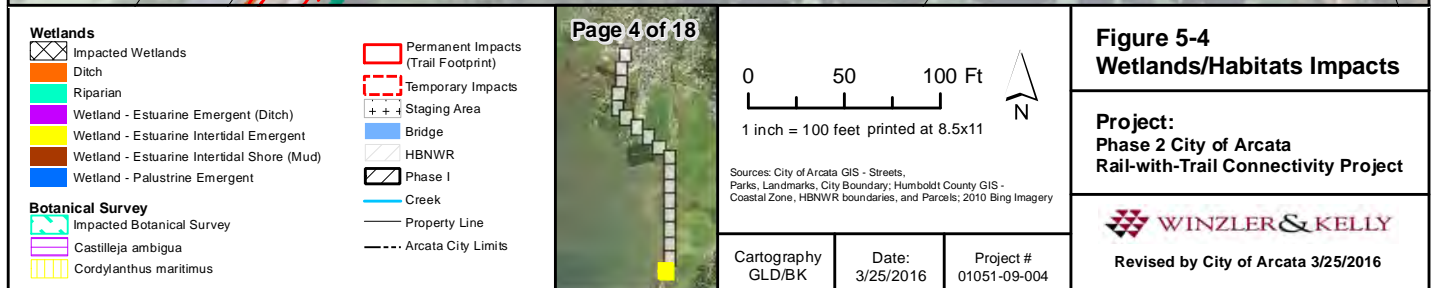 Wetlands
Impacted Wetlands
Ditch
Riparian
Wetland - Estuarine Emergent (Ditch)
Wetland - Estuarine Intertidal Emergent
Wetland - Estuarine Intertidal Shore (Mud)
Wetland - Palustrine Emergent
Botanical Survey
Impacted Botanical Survey
Castilleja ambigua
Cordylanthus maritimus
Permanent Impacts
(Trail Footprint)
Temporary Impacts
Staging Area
Bridge
HBNWR
Phase I
Creek
Property Line
Arcata City Limits
Page 4 of 18
0 50 100 Ft
N
1 inch = 100 feet printed at 8.5x11
Sources: City of Arcata GIS - Streets,
Parks, Landmarks, City Boundary; Humboldt County GIS -
Coastal Zone, HBNWR boundaries, and Parcels; 2010 Bing Imagery
Cartography
GLD/BK
Date:
3/25/2016
Project #
01051-09-004
Figure 5-4
Wetlands/Habitats Impacts
Project:
Phase 2 City of Arcata
Rail-with-Trail Connectivity Project
WINZLER & KELLY
Revised by City of Arcata 3/25/2016